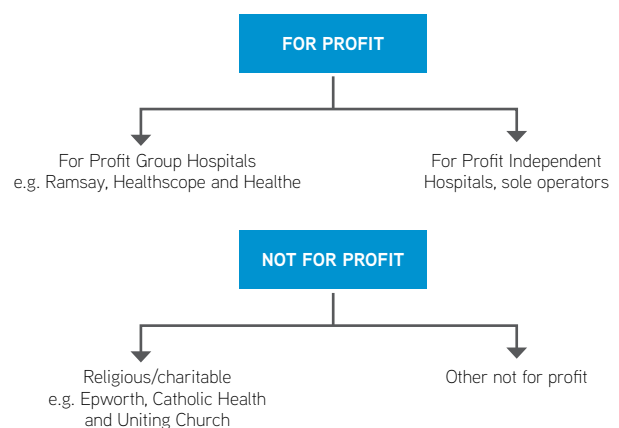 FOR PROFIT
For Profit Group Hospitals
e.g. Ramsay, Healthscope and Healthe
For Profit Independent
Hospitals, sole operators
NOT FOR PROFIT
Religious/charitable
e.g. Epworth, Catholic Health
and Uniting Church
Other not for profit